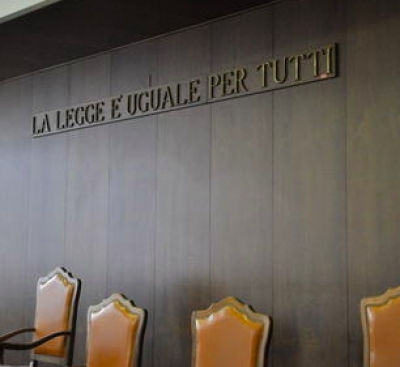 LA LEGGE E' UGUALE PER TUTTI